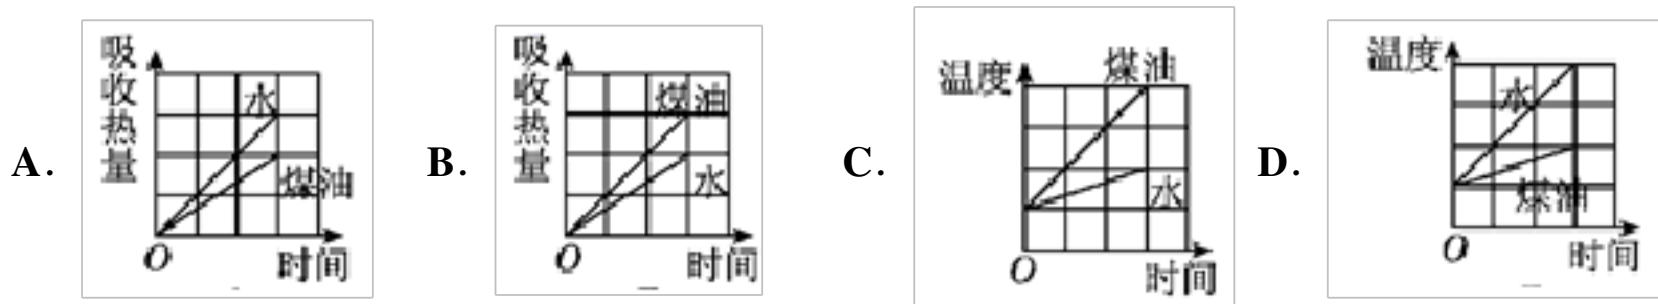 A.
吸收热量
水
煤油
O
时间
B.
吸收热量
煤油
水
O
时间
C.
温度
煤油
水
O
时间
D.
温度
水
煤油
O
时间